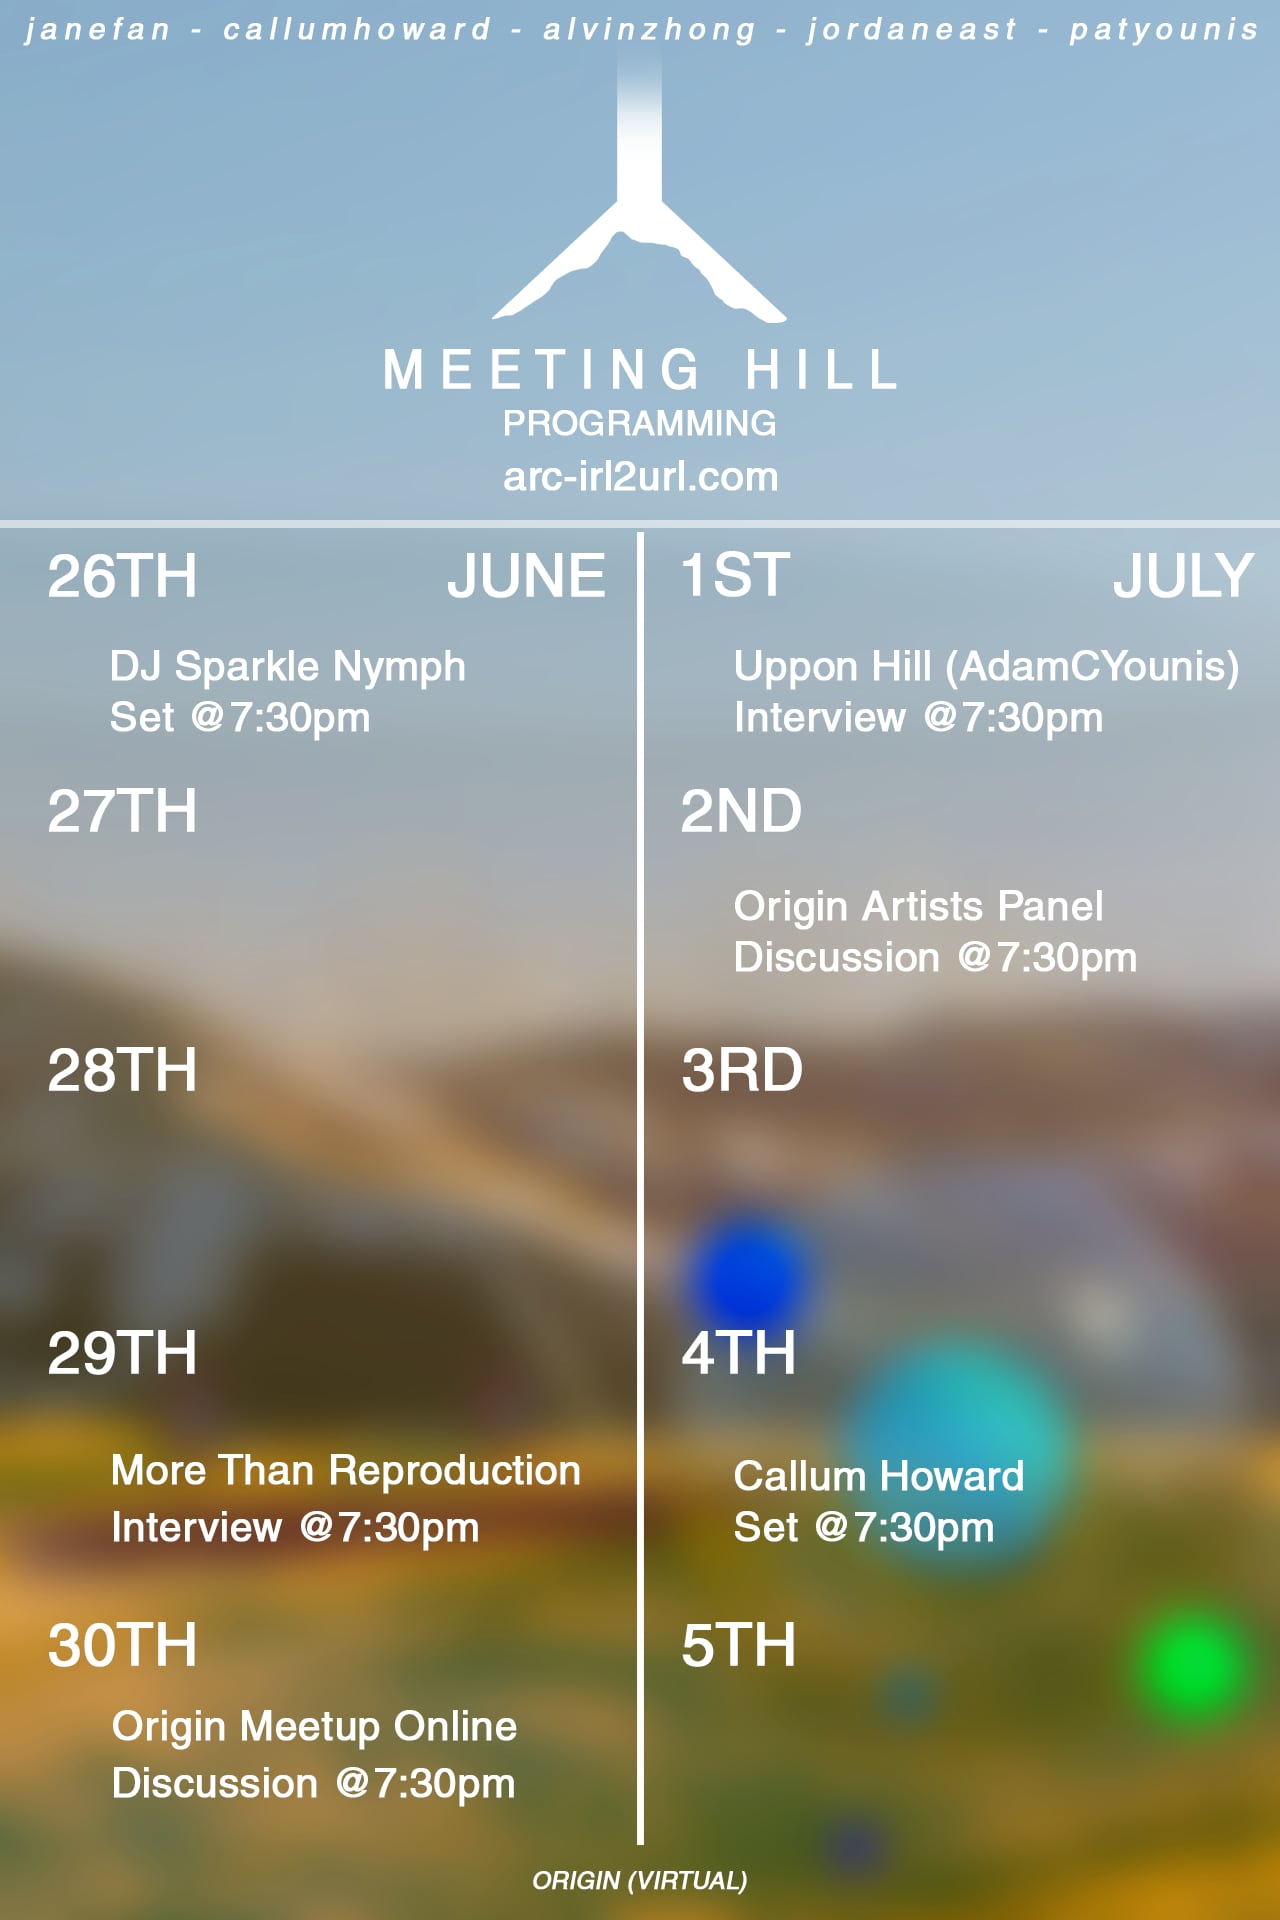 janefan - callumhoward - alvinzhong - jordaneast - patyounis
MEETING HILL
PROGRAMMING
arc-irl2url.com
26TH JUNE
DJ Sparkle Nymph
Set @7:30pm
27TH
28TH
29TH
More Than Reproduction
Interview @7:30pm
30TH
Origin Meetup Online
Discussion @7:30pm
1ST JULY
Uppon Hill (AdamCYounis)
Interview @7:30pm
2ND
Origin Artists Panel
Discussion @7:30pm
3RD
4TH
Callum Howard
Set @7:30pm
5TH
ORIGIN (VIRTUAL)